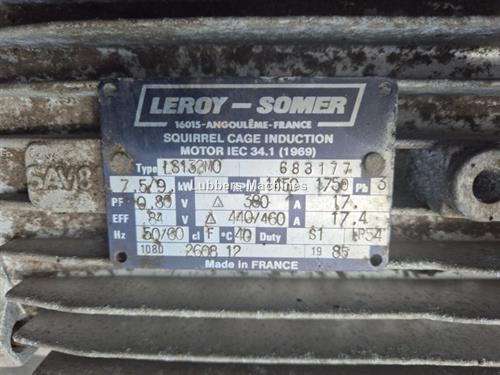 LEROY-SOMER
16015-ANGOULÊME-FRANCE
SQUIRREL CAGE INDUCTION
MOTOR IEC 34.1 (1969)
Type LS132M0 683177
7.5/9 kW 1750 Ph 3
Lubbers-Machines
PF 0.85 V Δ 380 A 17
EFF 84 V Δ 440/460 A 17.4
Hz 50/60 cl F °C 40 Duty S1 IP54
1080 2608 12 19 85
Made in FRANCE